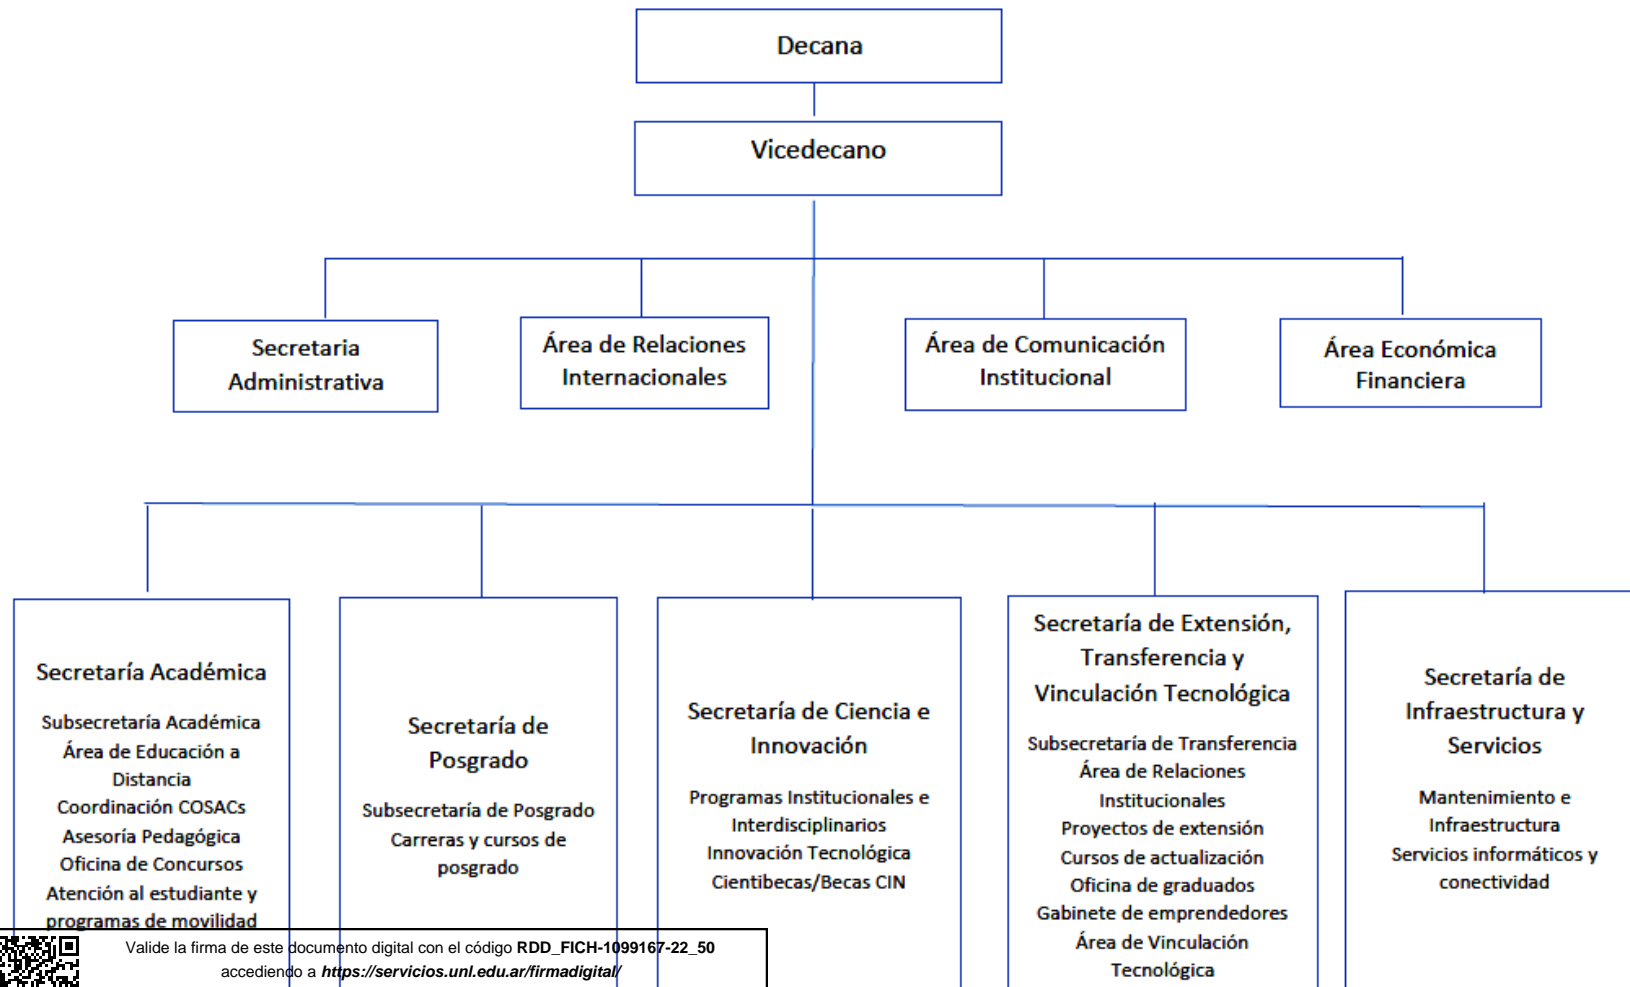 Decana
Vicedecano
Secretaria
Administrativa
Área de Relaciones
Internacionales
Área de Comunicación
Institucional
Área Económica
Financiera
Secretaría Académica
Subsecretaría Académica
Área de Educación a
Distancia
Coordinación COSACs
Asesoría Pedagógica
Oficina de Concursos
Atención al estudiante y
programas de movilidad
Secretaría de
Posgrado
Subsecretaría de Posgrado
Carreras y cursos de
posgrado
Secretaría de Ciencia e
Innovación
Programas Institucionales e
Interdisciplinarios
Innovación Tecnológica
Cientibecas/Becas CIN
Secretaría de Extensión,
Transferencia y
Vinculación Tecnológica
Subsecretaría de Transferencia
Área de Relaciones
Institucionales
Proyectos de extensión
Cursos de actualización
Oficina de graduados
Gabinete de emprendedores
Área de Vinculación
Tecnológica
Secretaría de
Infraestructura y
Servicios
Mantenimiento e
Infraestructura
Servicios informáticos y
conectividad
Valide la firma de este documento digital con el código RDD_FICH-1099167-22_50
accediendo a https://servicios.unl.edu.ar/firmadigital/